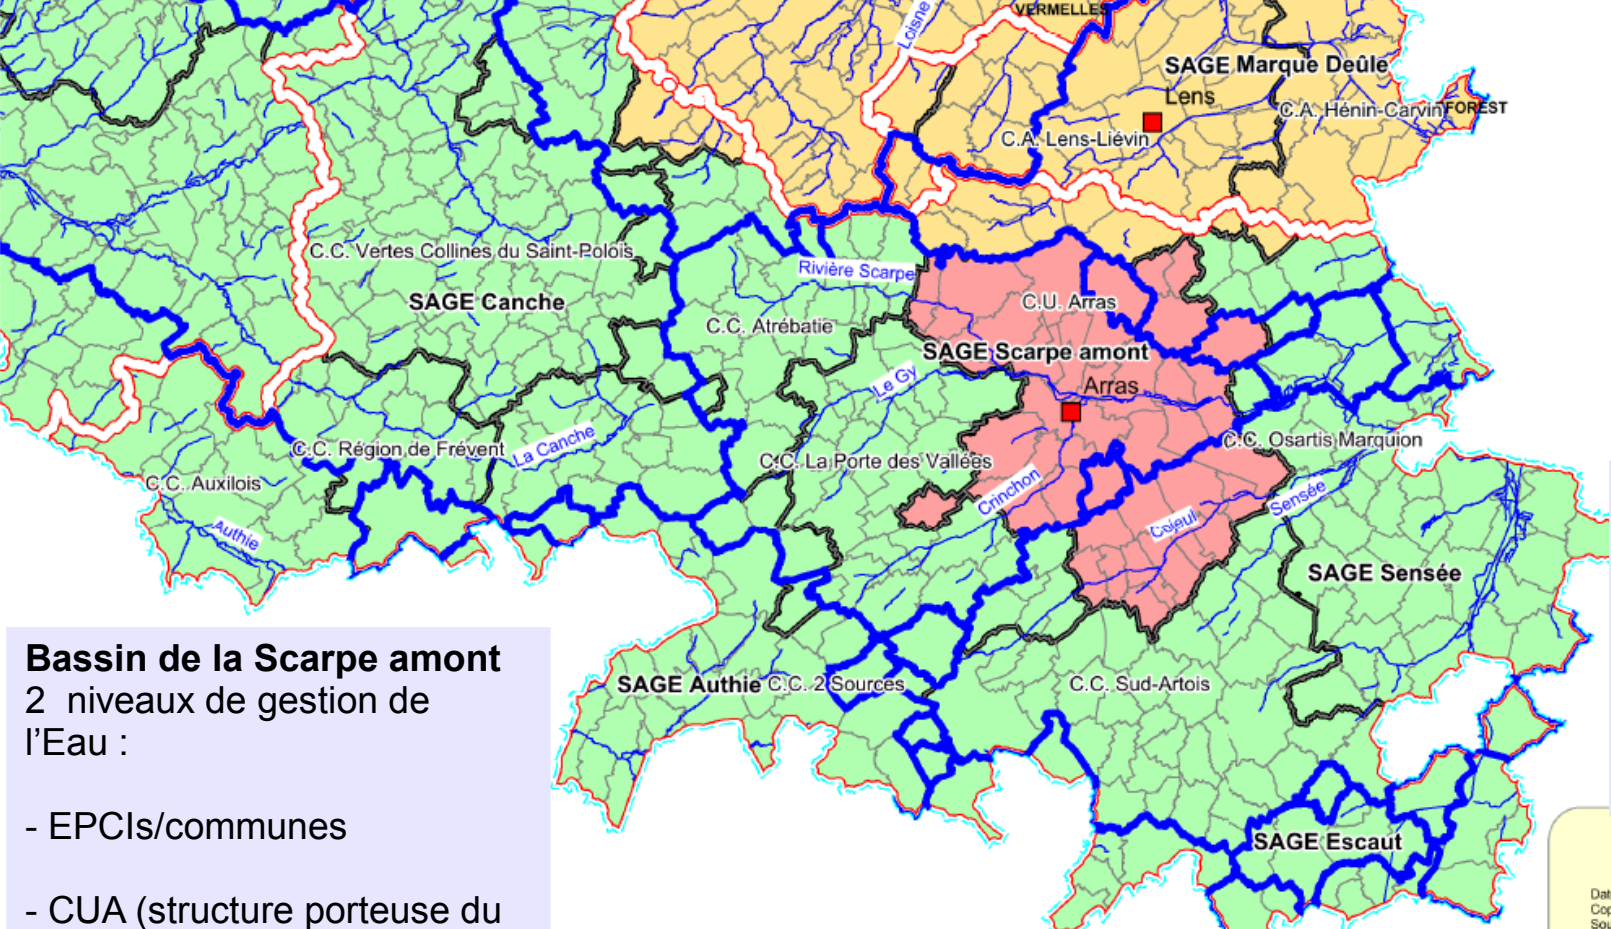 VERMELLES
Loisne
SAGE Marque Deûle
Lens
C.A. Hénin-Carvin
FOREST
C.A. Lens-Liévin
C.C. Vertes Collines du Saint-Polois
Rivière Scarpe
SAGE Canche
C.U. Arras
C.C. Atrébatie
SAGE Scarpe amont
Le Gy
Arras
C.C. Osartis Marquion
C.C. Région de Frévent
La Canche
C.C. La Porte des Vallées
C.C. Auxilois
Crinchon
Sensée
Authie
Cojeul
SAGE Sensée
SAGE Authie
C.C. 2 Sources
C.C. Sud-Artois
SAGE Escaut
Bassin de la Scarpe amont
2 niveaux de gestion de
l’Eau :
- EPCIs/communes
- CUA (structure porteuse du